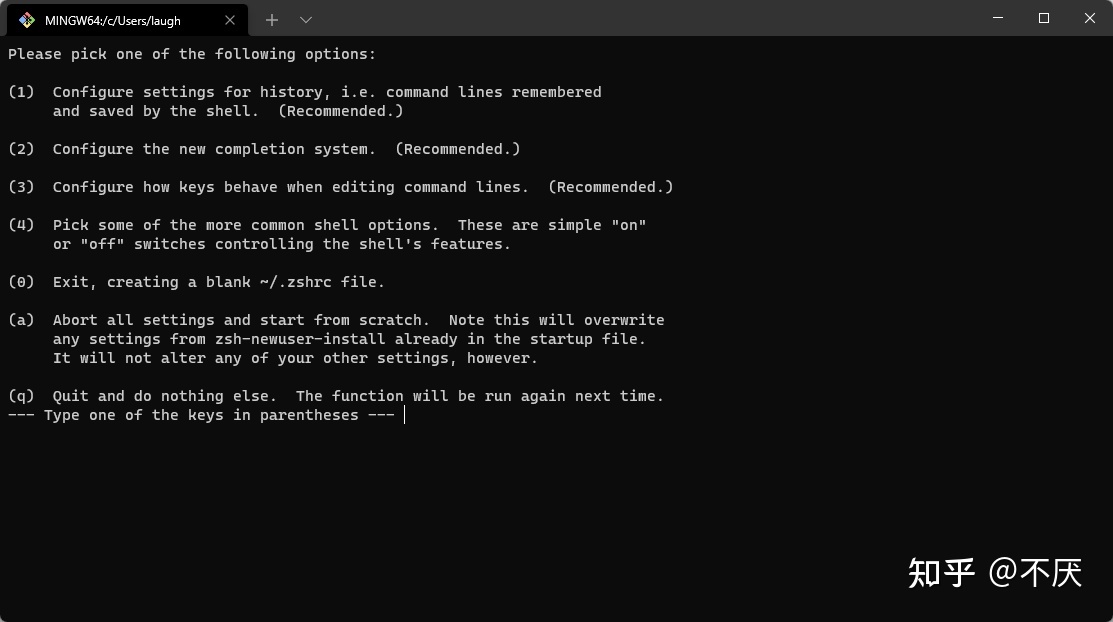 MINGW64:/c/Users/laugh
Please pick one of the following options:
(1)  Configure settings for history, i.e. command lines remembered
     and saved by the shell.  (Recommended.)
(2)  Configure the new completion system.  (Recommended.)
(3)  Configure how keys behave when editing command lines.  (Recommended.)
(4)  Pick some of the more common shell options.  These are simple "on"
     or "off" switches controlling the shell's features.
(0)  Exit, creating a blank ~/.zshrc file.
(a)  Abort all settings and start from scratch.  Note this will overwrite
     any settings from zsh-newuser-install already in the startup file.
     It will not alter any of your other settings, however.
(q)  Quit and do nothing else.  The function will be run again next time.
--- Type one of the keys in parentheses ---
知乎 @不厌